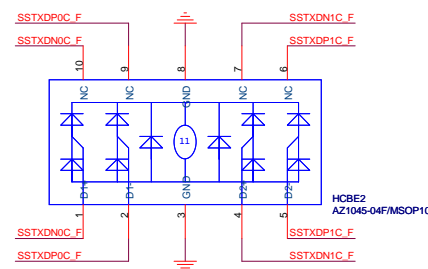 SSTXDP0C_F
SSTXDN1C_F
SSTXDN0C_F
SSTXDP1C_F
10
9
8
7
6
NC
NC
GND
NC
NC
11
D1+
D1-
GND
D2+
D2-
HCBE2
AZ1045-04F/MSOP10
1
2
3
4
5
SSTXDN0C_F
SSTXDP1C_F
SSTXDP0C_F
SSTXDN1C_F